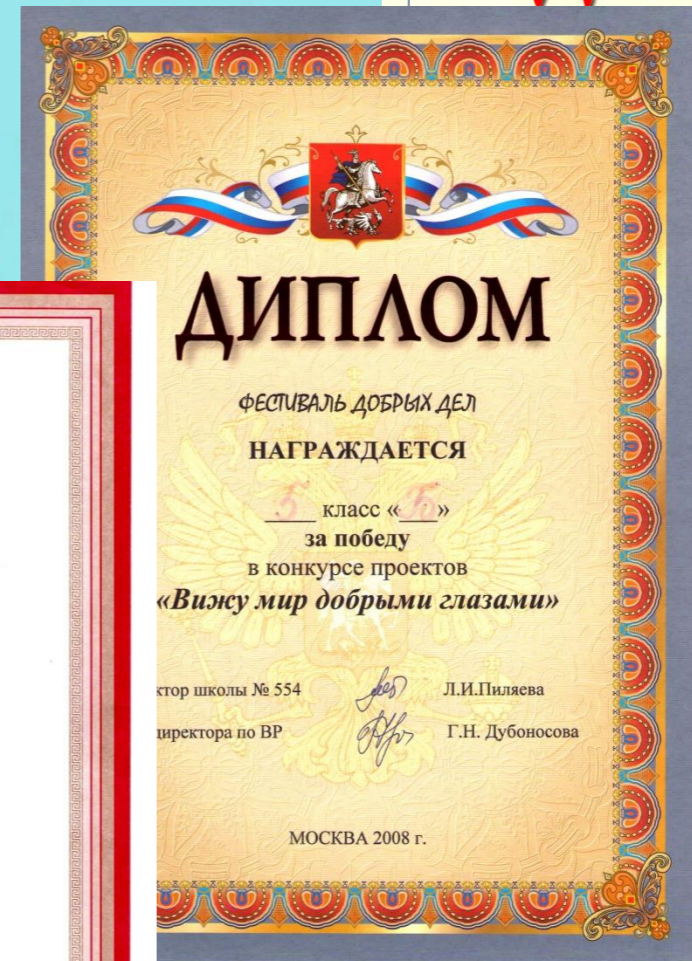 ДИПЛОМ
ФЕСТИВАЛЬ ДОБРЫХ ДЕЛ
НАГРАЖДАЕТСЯ
5 класс «Б»
за победу
в конкурсе проектов
«Вижу мир добрыми глазами»
ктор школы № 554 Л.И.Пиляева
директора по ВР Г.Н. Дубоносова
МОСКВА 2008 г.